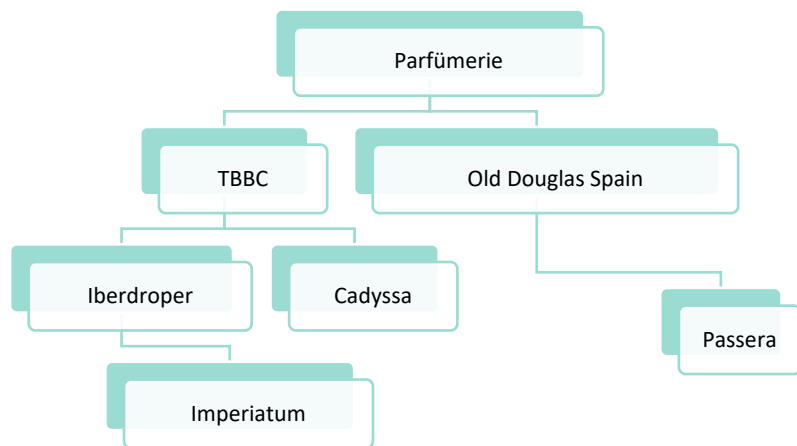 Parfümerie
TBBC
Old Douglas Spain
Iberdroper
Cadyssa
Passera
Imperiatum